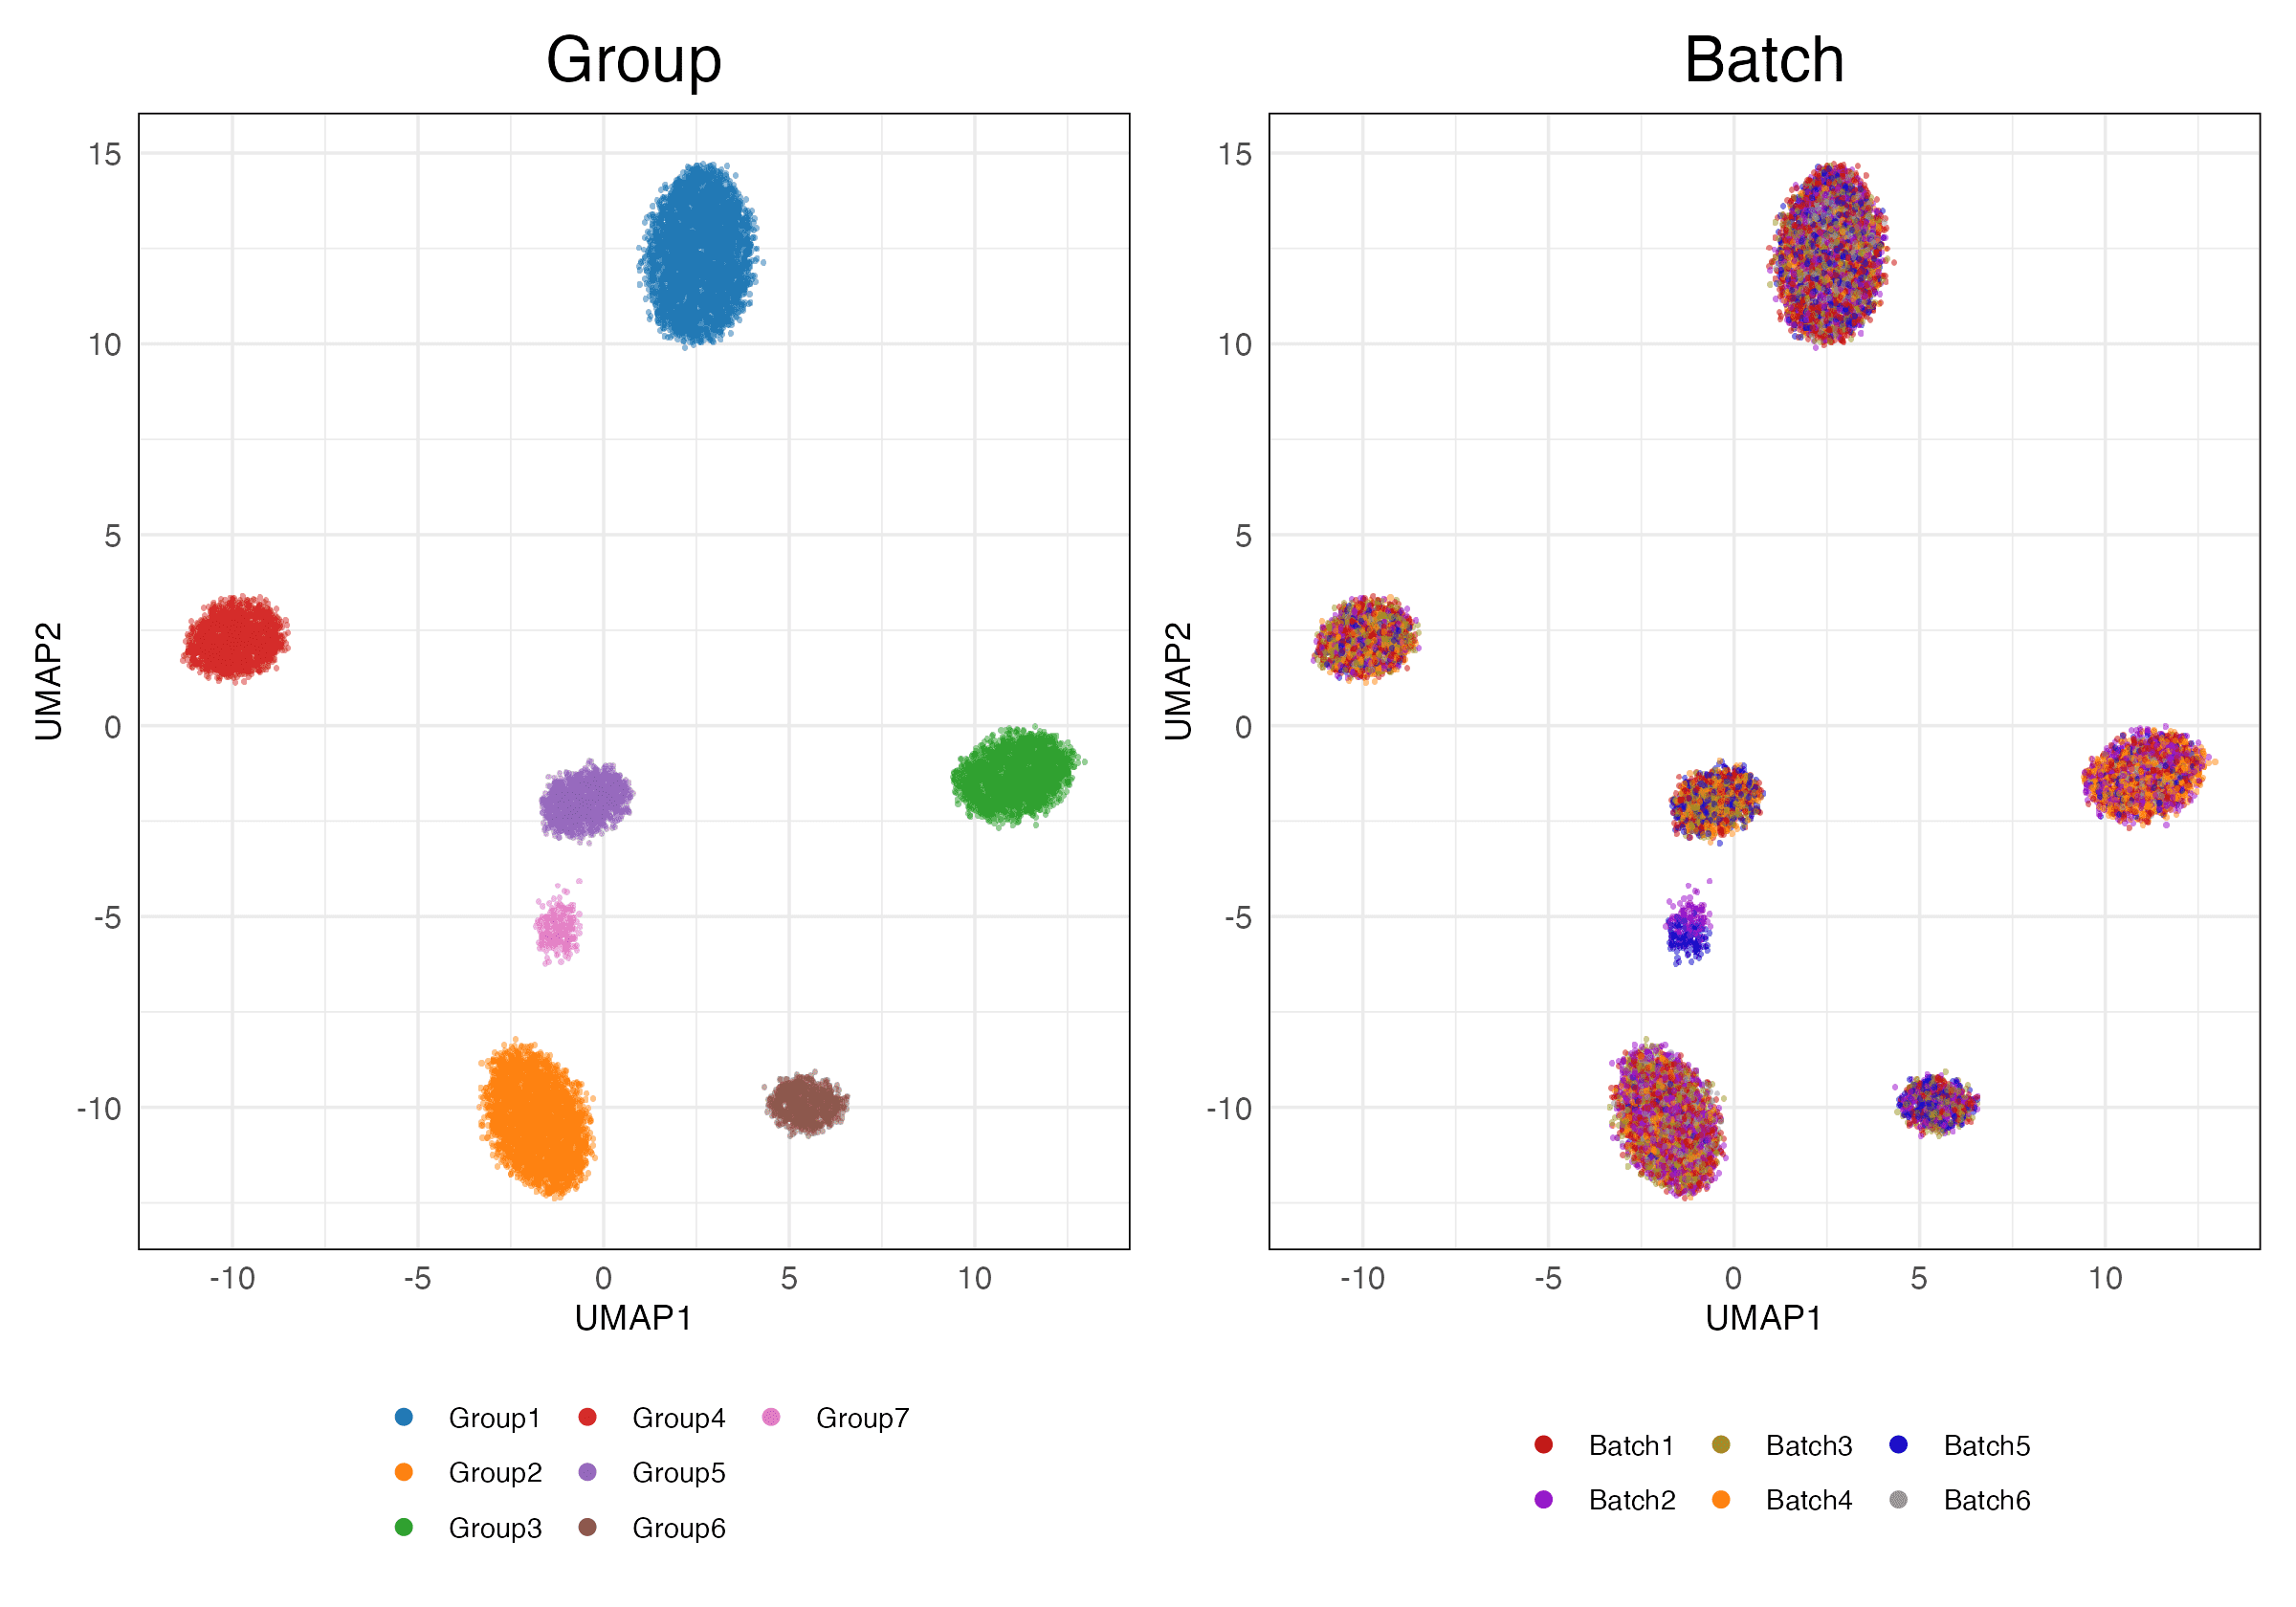 Group
15
10
5
0
-5
-10
UMAP2
-10 -5 0 5 10
UMAP1
Group1 Group4 Group7
Group2 Group5
Group3 Group6
Batch
15
10
5
0
-5
-10
UMAP2
-10 -5 0 5 10
UMAP1
Batch1 Batch3 Batch5
Batch2 Batch4 Batch6